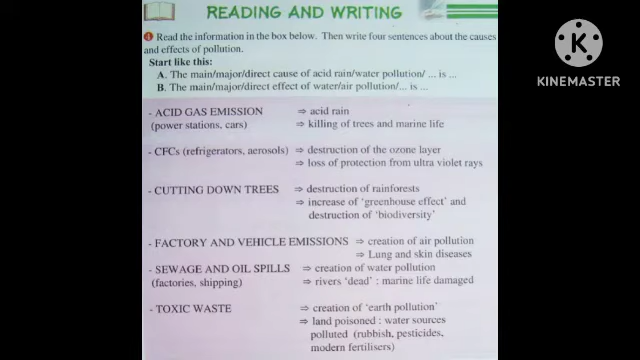 READING AND WRITING
4 Read the information in the box below. Then write four sentences about the causes
and effects of pollution.
Start like this:
A. The main/major/direct cause of acid rain/water pollution/ ... is ...
B. The main/major/direct effect of water/air pollution/... is ...
K
KINEMASTER
- ACID GAS EMISSION ⇒ acid rain
(power stations, cars) ⇒ killing of trees and marine life
- CFCs (refrigerators, aerosols) ⇒ destruction of the ozone layer
⇒ loss of protection from ultra violet rays
- CUTTING DOWN TREES ⇒ destruction of rainforests
⇒ increase of ‘greenhouse effect’ and
destruction of ‘biodiversity’
- FACTORY AND VEHICLE EMISSIONS ⇒ creation of air pollution
⇒ Lung and skin diseases
- SEWAGE AND OIL SPILLS ⇒ creation of water pollution
(factories, shipping) ⇒ rivers ‘dead’ : marine life damaged
- TOXIC WASTE ⇒ creation of ‘earth pollution’
⇒ land poisoned : water sources
polluted (rubbish, pesticides,
modern fertilisers)